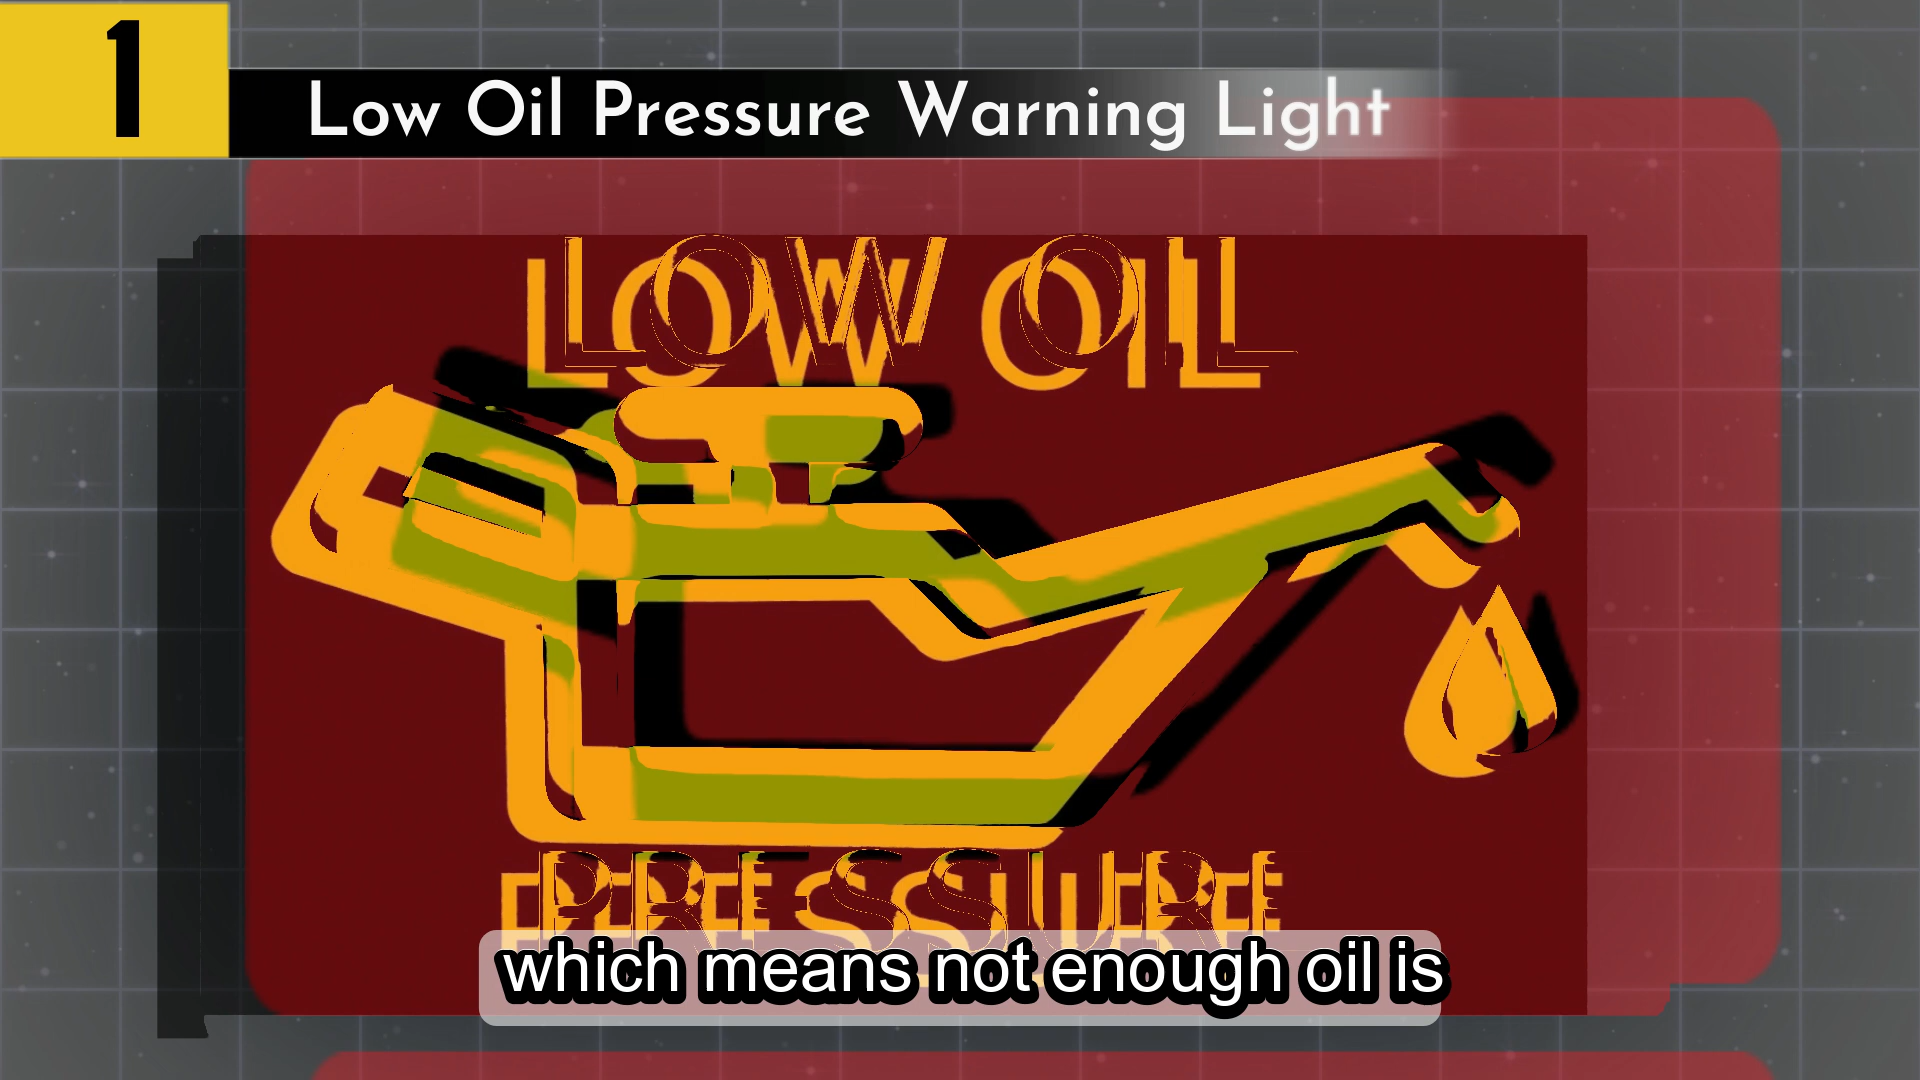 1
Low Oil Pressure Warning Light
LOW OIL
PRESSURE
which means not enough oil is